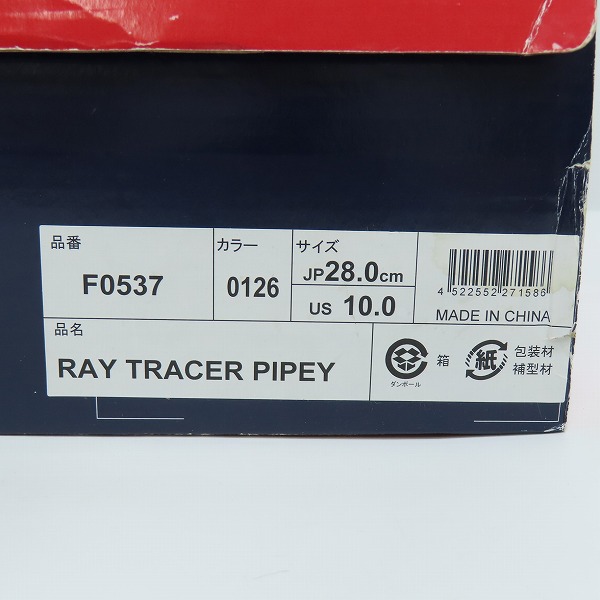 品番
F0537
カラー
0126
サイズ
JP28.0cm
US 10.0
4 522552 271586
MADE IN CHINA
品名
RAY TRACER PIPEY
ダンボール
箱
紙
包装材
補型材